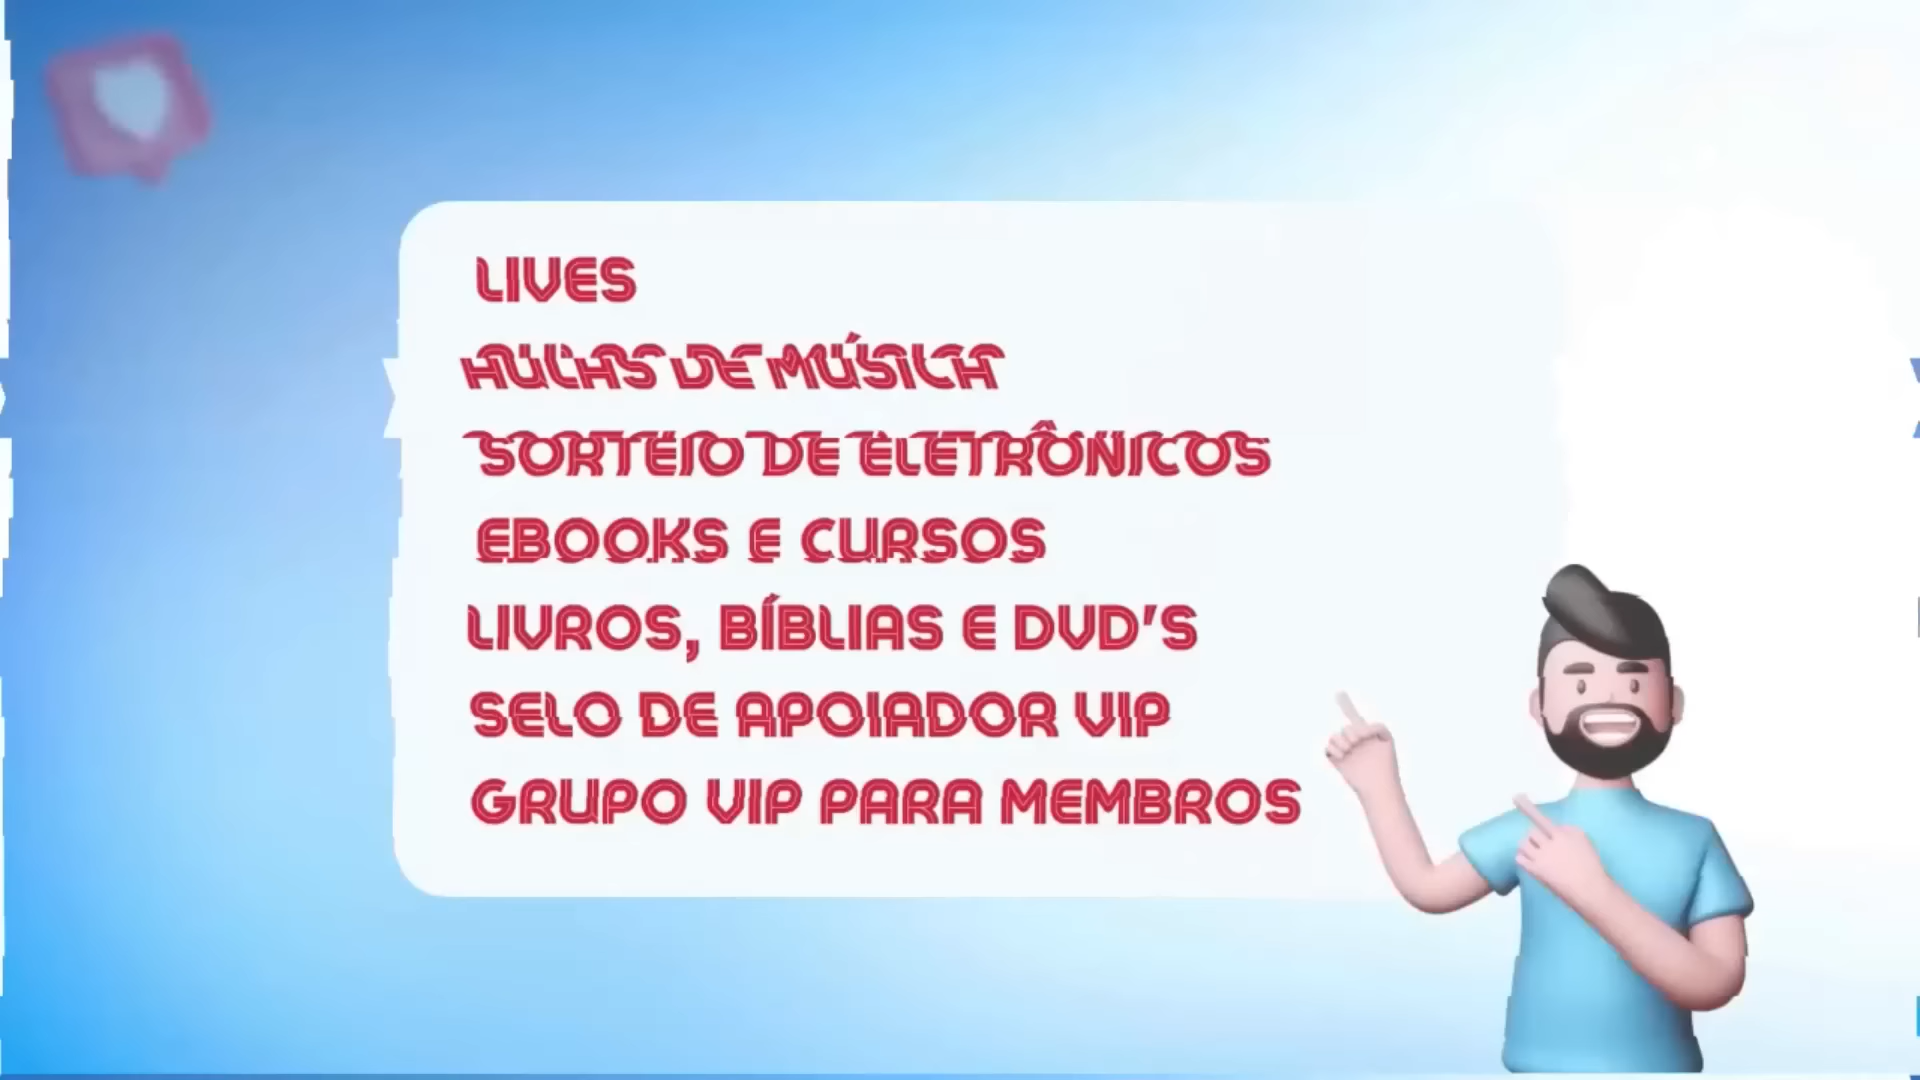 LIVES
AULAS DE MÚSICA
SORTEIO DE ELETRÔNICOS
EBOOKS E CURSOS
LIVROS, BÍBLIAS E DVD'S
SELO DE APOIADOR VIP
GRUPO VIP PARA MEMBROS